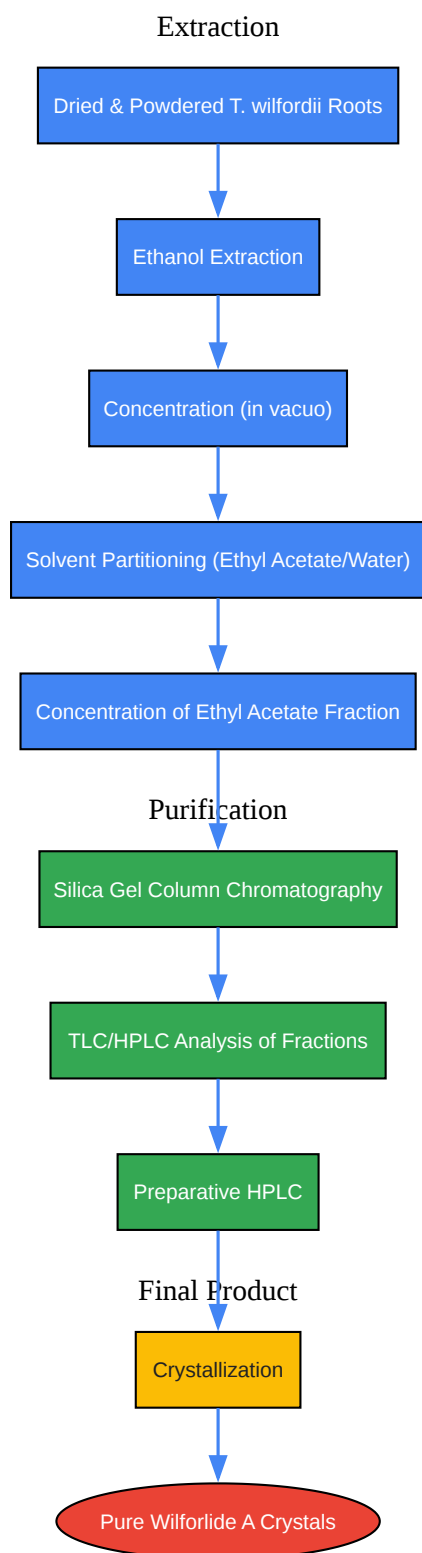 Extraction
Dried & Powdered T. wilfordii Roots
Ethanol Extraction
Concentration (in vacuo)
Solvent Partitioning (Ethyl Acetate/Water)
Concentration of Ethyl Acetate Fraction
Purification
Silica Gel Column Chromatography
TLC/HPLC Analysis of Fractions
Preparative HPLC
Final Product
Crystallization
Pure Wilforlide A Crystals